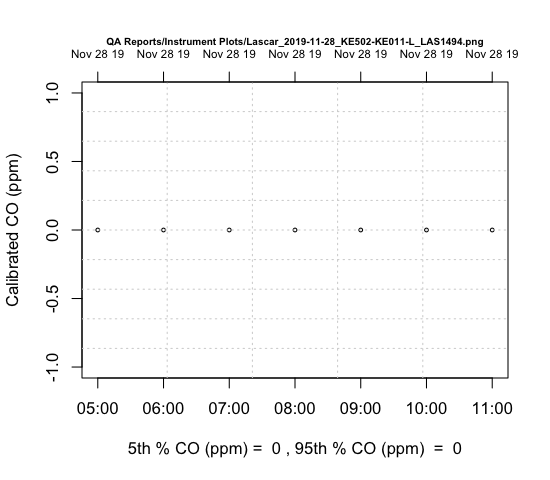 QA Reports/Instrument Plots/Lascar_2019-11-28_KE502-KE011-L_LAS1494.png
Nov 28 19 Nov 28 19 Nov 28 19 Nov 28 19 Nov 28 19 Nov 28 19 Nov 28 19
Calibrated CO (ppm)
1.0
0.5
0.0
-0.5
-1.0
05:00 06:00 07:00 08:00 09:00 10:00 11:00
5th % CO (ppm) = 0 , 95th % CO (ppm) = 0